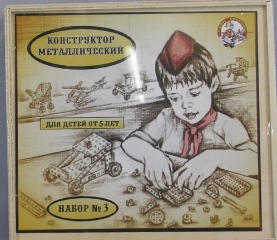 КОНСТРУКТОР
МЕТАЛЛИЧЕСКИЙ
ДЛЯ ДЕТЕЙ ОТ 5 ЛЕТ
НАБОР № 3